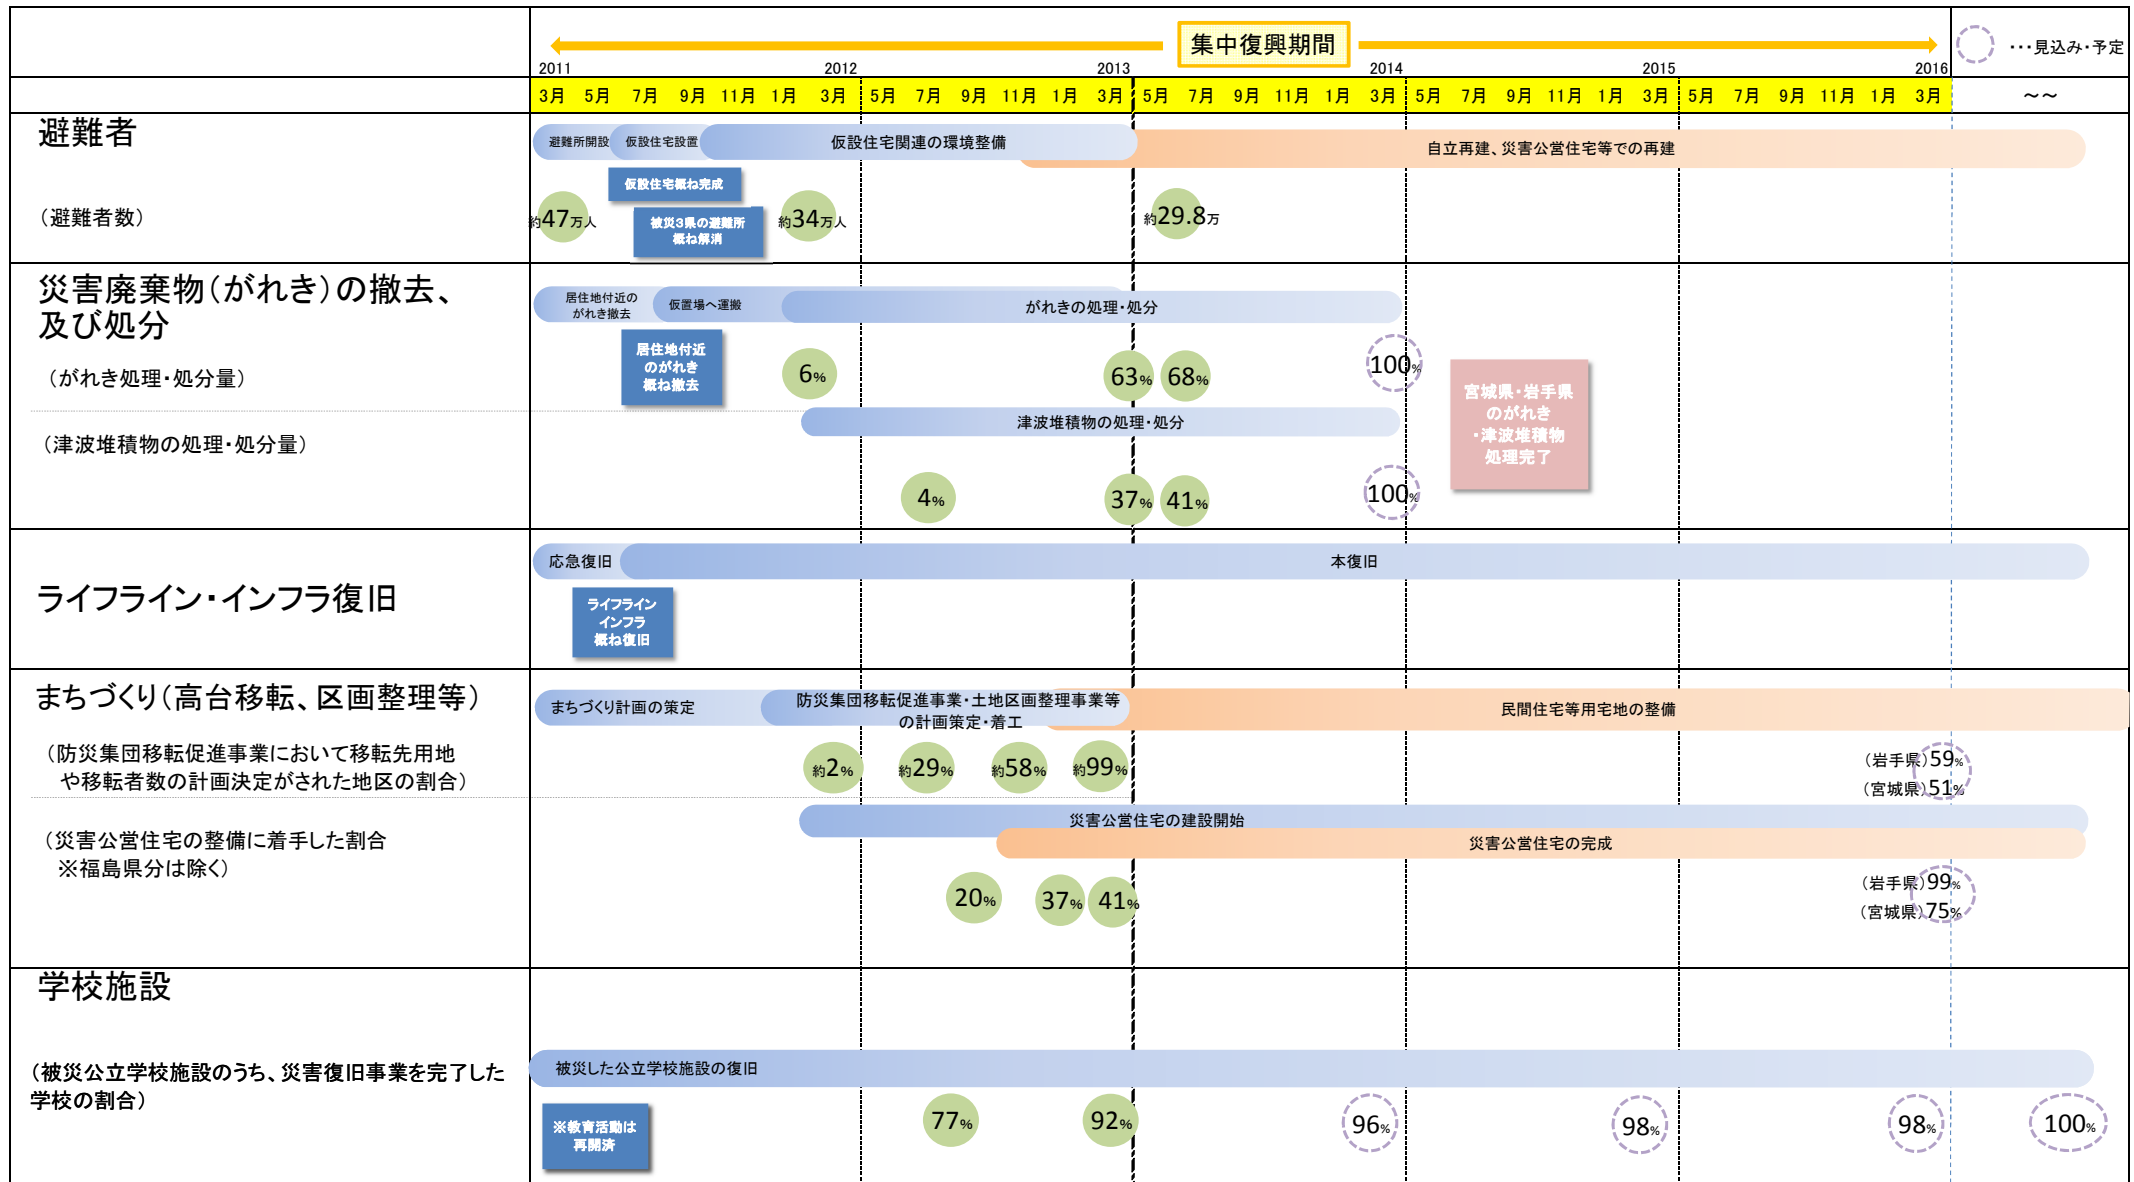 集中復興期間
･･･見込み・予定
2011 2012 2013 2014 2015 2016
3月 5月 7月 9月 11月 1月 3月 5月 7月 9月 11月 1月 3月 5月 7月 9月 11月 1月 3月 5月 7月 9月 11月 1月 3月 5月 7月 9月 11月 1月 3月 ～～
避難者
避難所開設 仮設住宅設置 仮設住宅関連の環境整備 自立再建、災害公営住宅等での再建
仮設住宅概ね完成
（避難者数）
約47万人
被災3県の避難所
概ね解消
約34万人
約29.8万
災害廃棄物（がれき）の撤去、
及び処分
居住地付近の
がれき撤去
仮置場へ運搬
がれきの処理・処分
居住地付近
のがれき
概ね撤去
（がれき処理・処分量）
6% 63% 68% 100%
宮城県・岩手県
のがれき
・津波堆積物
処理完了
（津波堆積物の処理・処分量）
津波堆積物の処理・処分
4% 37% 41% 100%
ライフライン・インフラ復旧
応急復旧 本復旧
ライフライン
インフラ
概ね復旧
まちづくり（高台移転、区画整理等）
まちづくり計画の策定
防災集団移転促進事業・土地区画整理事業等
の計画策定・着工
民間住宅等用宅地の整備
（防災集団移転促進事業において移転先用地
や移転者数の計画決定がされた地区の割合）
約2% 約29% 約58% 約99%
（岩手県）59%
（宮城県）51%
（災害公営住宅の整備に着手した割合
※福島県分は除く）
災害公営住宅の建設開始
災害公営住宅の完成
20% 37% 41%
（岩手県）99%
（宮城県）75%
学校施設
（被災公立学校施設のうち、災害復旧事業を完了した
学校の割合）
被災した公立学校施設の復旧
※教育活動は
再開済
77% 92% 96% 98% 98% 100%